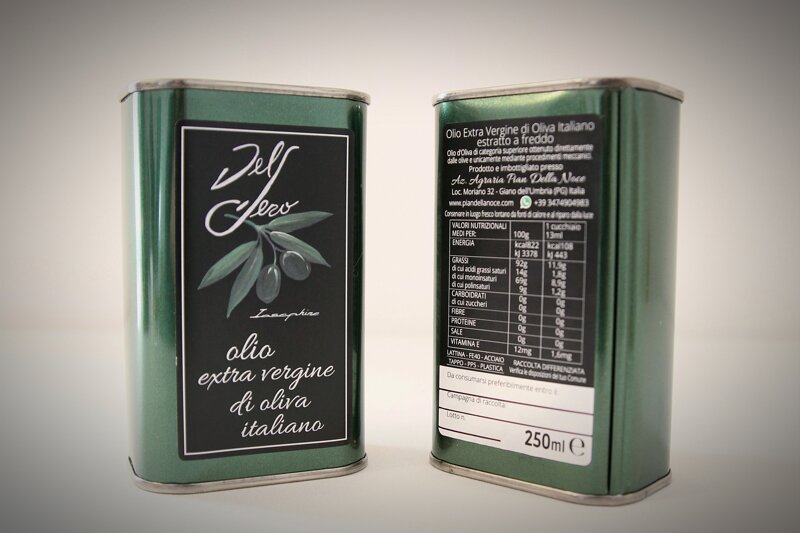 Del
Gero
olio
extra vergine
di oliva
italiano
Olio Extra Vergine di Oliva Italiano
estratto a freddo
Olio d'Oliva di categoria superiore ottenuto direttamente
dalle olive e unicamente mediante procedimenti meccanici.
Prodotto e imbottigliato presso
Az. Agraria Pian Della Noce
Loc. Moriano 32 - Giano dell'Umbria (PG) Italia
www.piandellanoce.com +39 3474904983
Conservare in luogo fresco lontano da fonti di calore e al riparo dalla luce
VALORI NUTRIZIONALI 1 cucchiaio
MEDI PER: 100g 13ml
ENERGIA kcal822 kcal108
kJ 3378 kJ 443
GRASSI 92g 11,9g
di cui acidi grassi saturi 14g 1,8g
di cui monoinsaturi 69g 8,9g
di cui polinsaturi 9g 1,2g
CARBOIDRATI 0g 0g
di cui zuccheri 0g 0g
FIBRE 0g 0g
PROTEINE 0g 0g
SALE 0g 0g
VITAMINA E 12mg 1,6mg
LATTINA - FE40 - ACCIAIO RACCOLTA DIFFERENZIATA
TAPPO - PP5 - PLASTICA Verifica le disposizioni del tuo Comune
Da consumarsi preferibilmente entro il:
Campagna di raccolta:
Lotto n.
250ml e